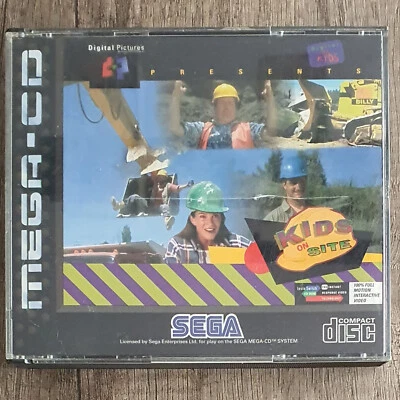 Digital Pictures
KIDS
PRESENTS
BILLY
MEGA-CD
KIDS
ON
SITE
100% FULL
MOTION
INTERACTIVE
VIDEO
SEGA
COMPACT
disc
Licensed by Sega Enterprises Ltd. for play on the SEGA MEGA-CD™ SYSTEM